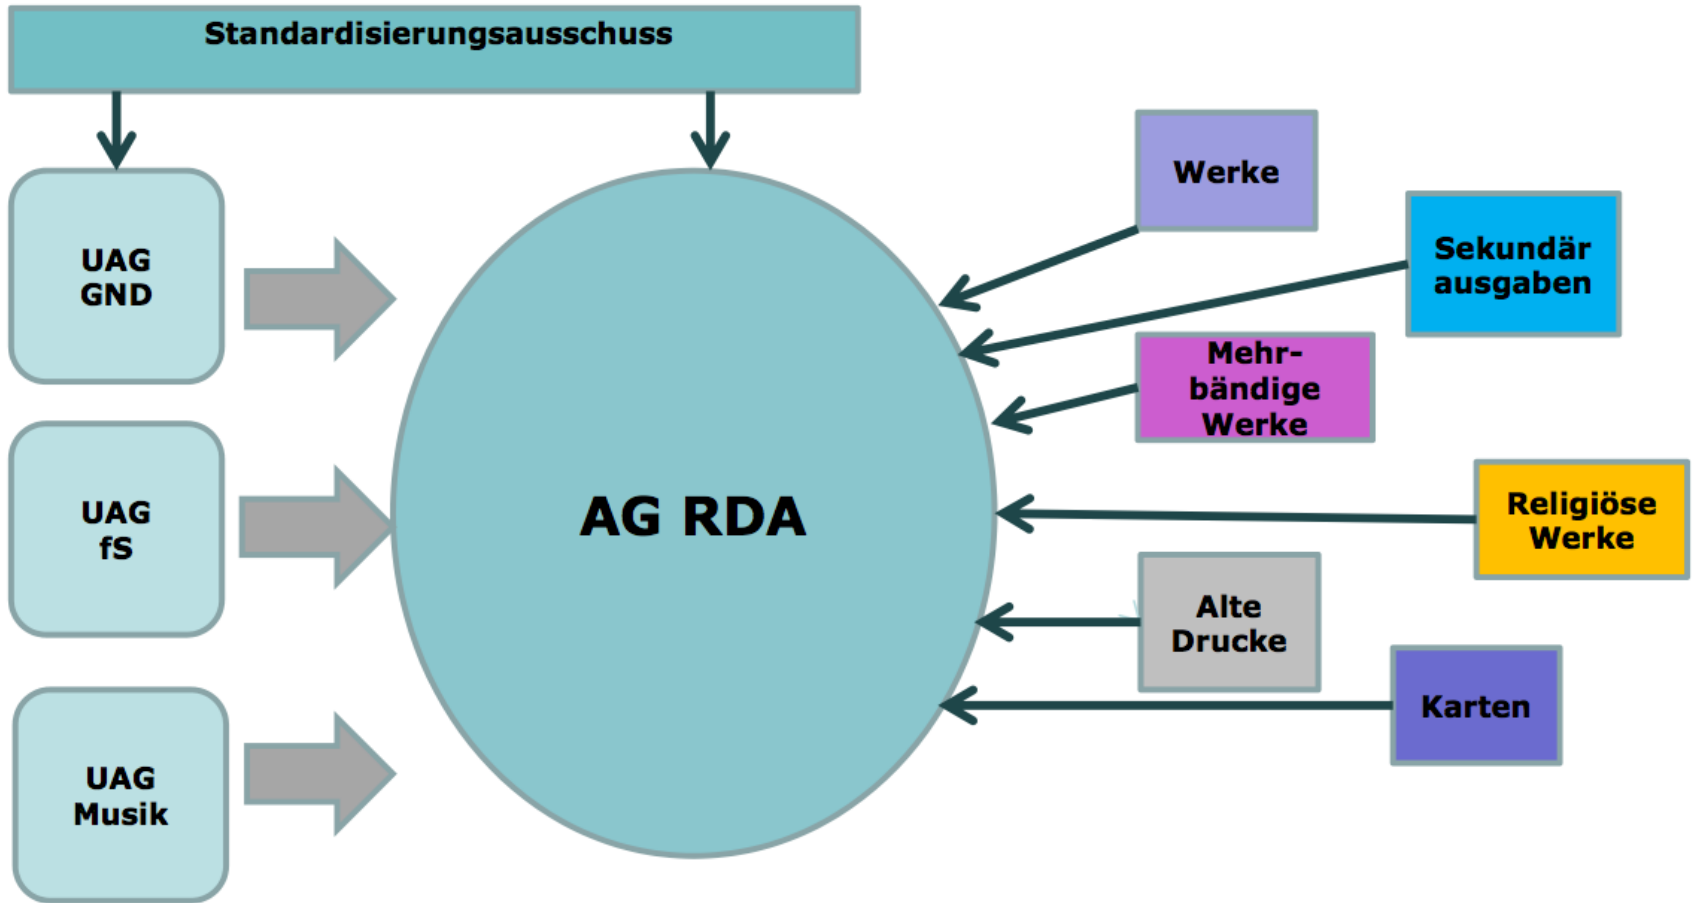 Standardisierungsausschuss
UAG
GND
UAG
fS
UAG
Musik
AG RDA
Werke
Sekundär
ausgaben
Mehr-
bändige
Werke
Religiöse
Werke
Alte
Drucke
Karten